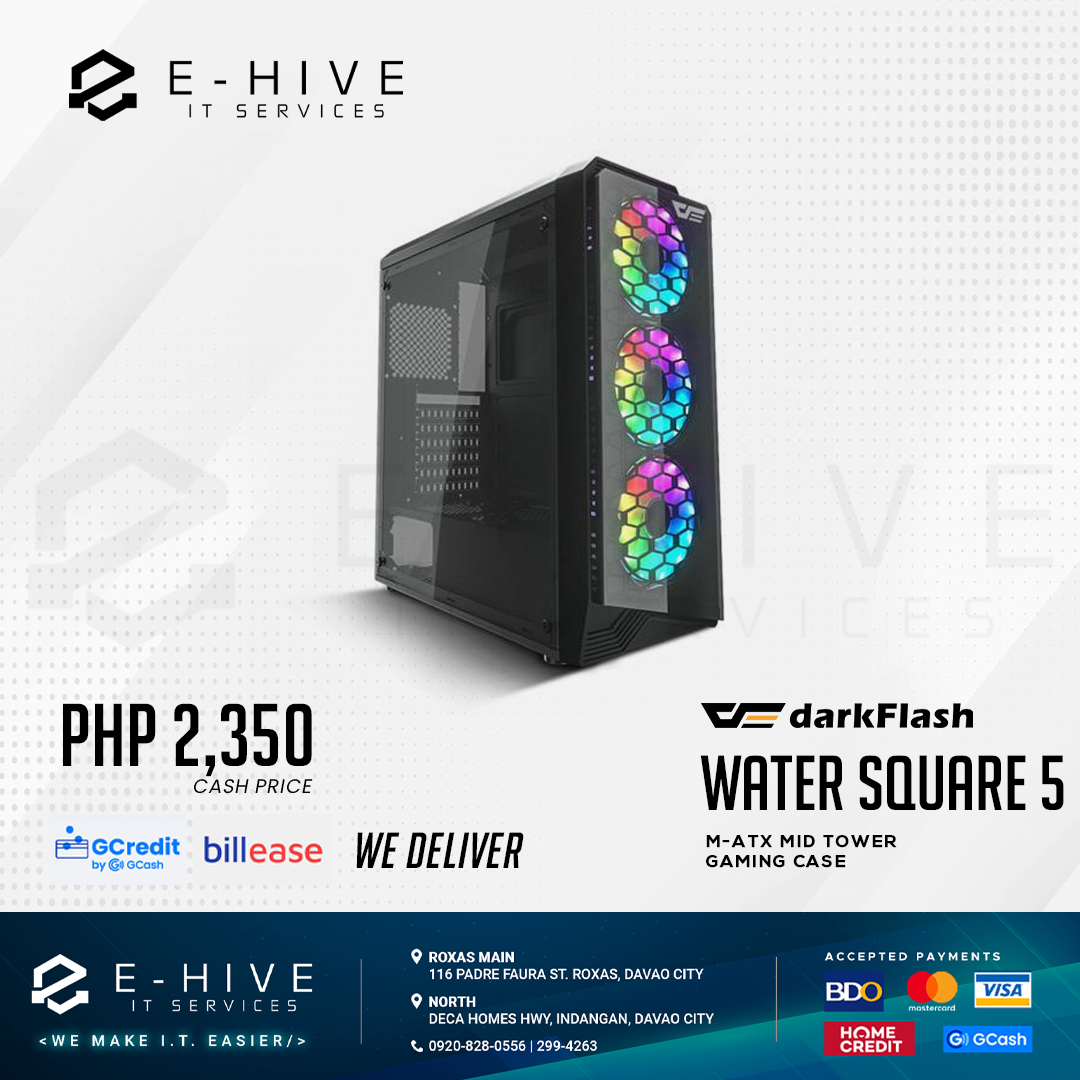 E-HIVE
IT SERVICES
E-HIVE
IT SERVICES
PHP 2,350
CASH PRICE
darkFlash
WATER SQUARE 5
M-ATX MID TOWER
GAMING CASE
GCredit
by GCash
billease
WE DELIVER
E-HIVE
IT SERVICES
<WE MAKE I.T. EASIER/>
ROXAS MAIN
116 PADRE FAURA ST. ROXAS, DAVAO CITY
NORTH
DECA HOMES HWY, INDANGAN, DAVAO CITY
0920-828-0556 | 299-4263
ACCEPTED PAYMENTS
BDO
mastercard
VISA
HOME
CREDIT
GCash